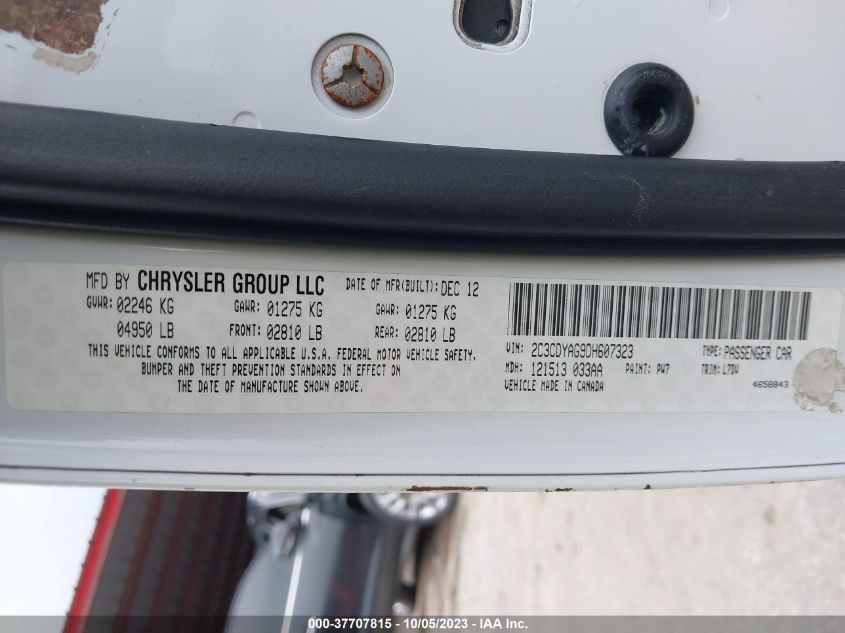 MFD BY CHRYSLER GROUP LLC DATE OF MFR(BUILT): DEC 12
GVWR: 02246 KG GAWR: 01275 KG GAWR: 01275 KG
04950 LB FRONT: 02810 LB REAR: 02810 LB
THIS VEHICLE CONFORMS TO ALL APPLICABLE U.S.A. FEDERAL MOTOR VEHICLE SAFETY,
BUMPER AND THEFT PREVENTION STANDARDS IN EFFECT ON
THE DATE OF MANUFACTURE SHOWN ABOVE.
VIN: 2C3CDYAG9DH607323 TYPE: PASSENGER CAR
MDH: 121513 033AA PAINT: PW7 TRIM: L7DV
VEHICLE MADE IN CANADA 4658843
000-37707815 - 10/05/2023 - IAA Inc.